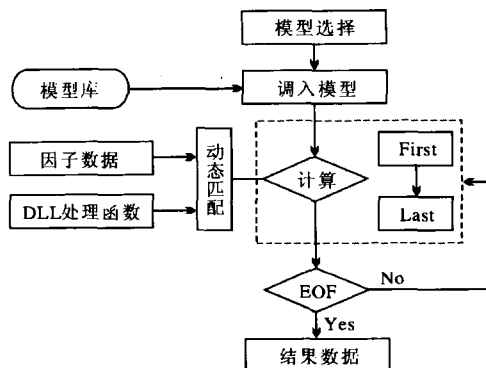 模型选择
模型库
调入模型
因子数据
DLL处理函数
动态匹配
计算
First
Last
EOF
No
Yes
结果数据